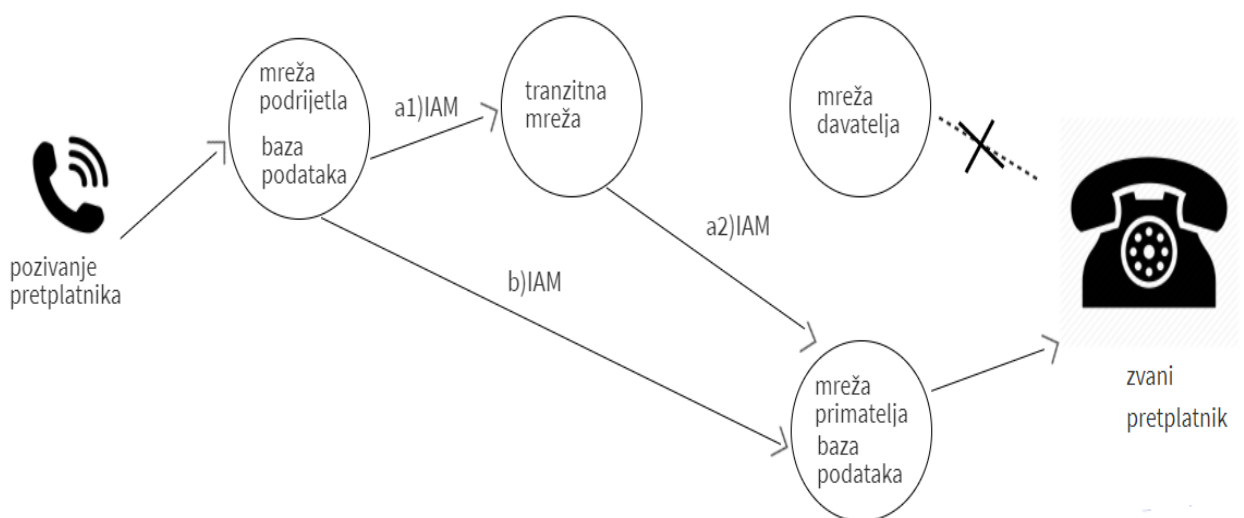 mreža
podrijetla
baza
podataka
a1)IAM
tranzitna
mreža
mreža
davatelja
pozivanje
pretplatnika
a2)IAM
b)IAM
mreža
primatelja
baza
podataka
zvani
pretplatnik